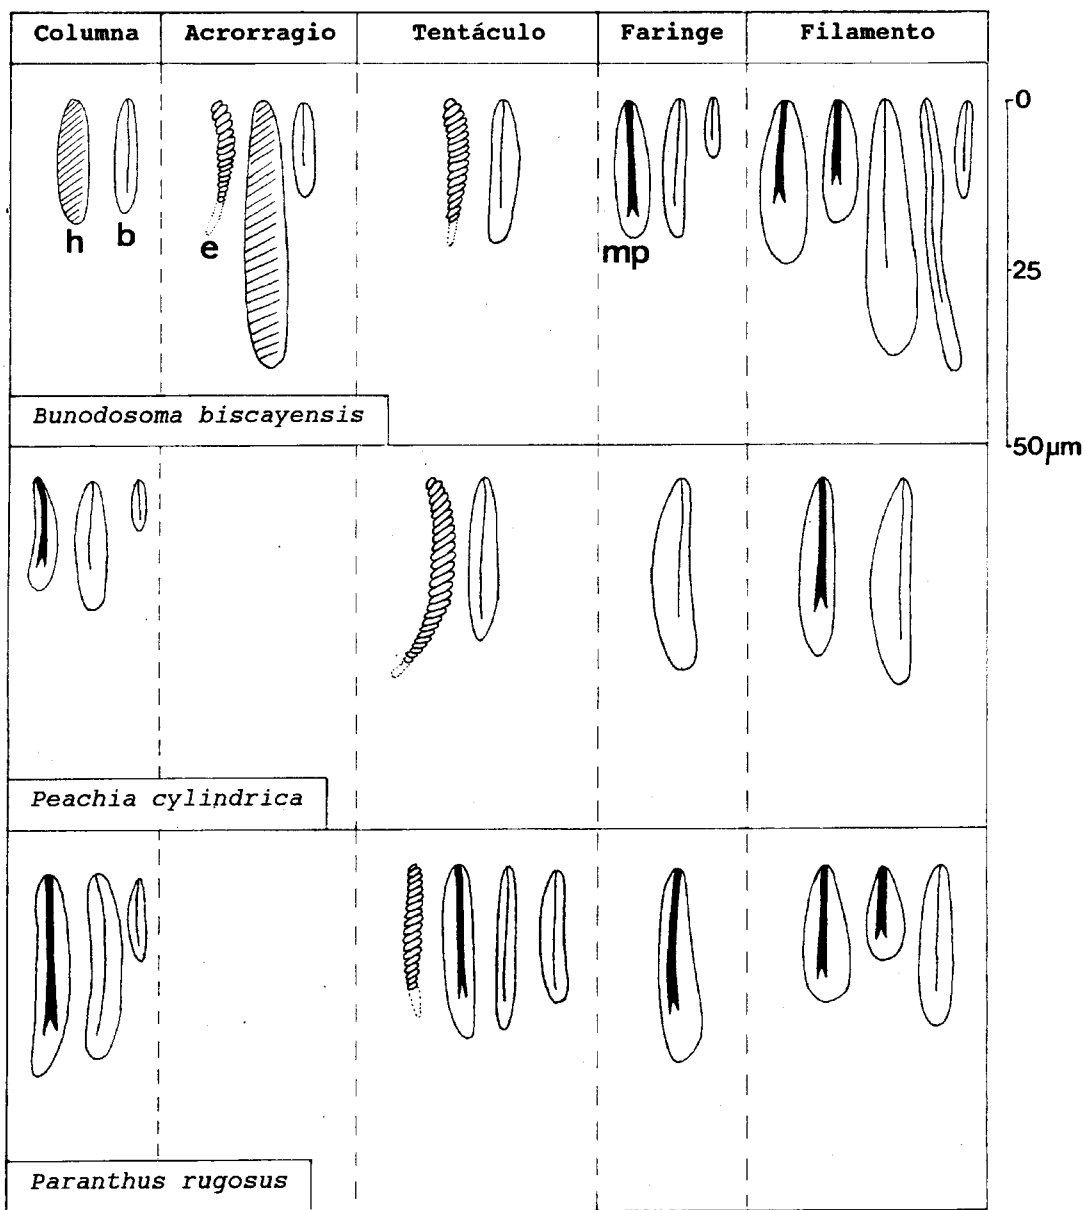 Columna Acrorragio Tentáculo Faringe Filamento
0
h b e mp
25
Bunodosoma biscayensis
50µm
Peachia cylindrica
Paranthus rugosus